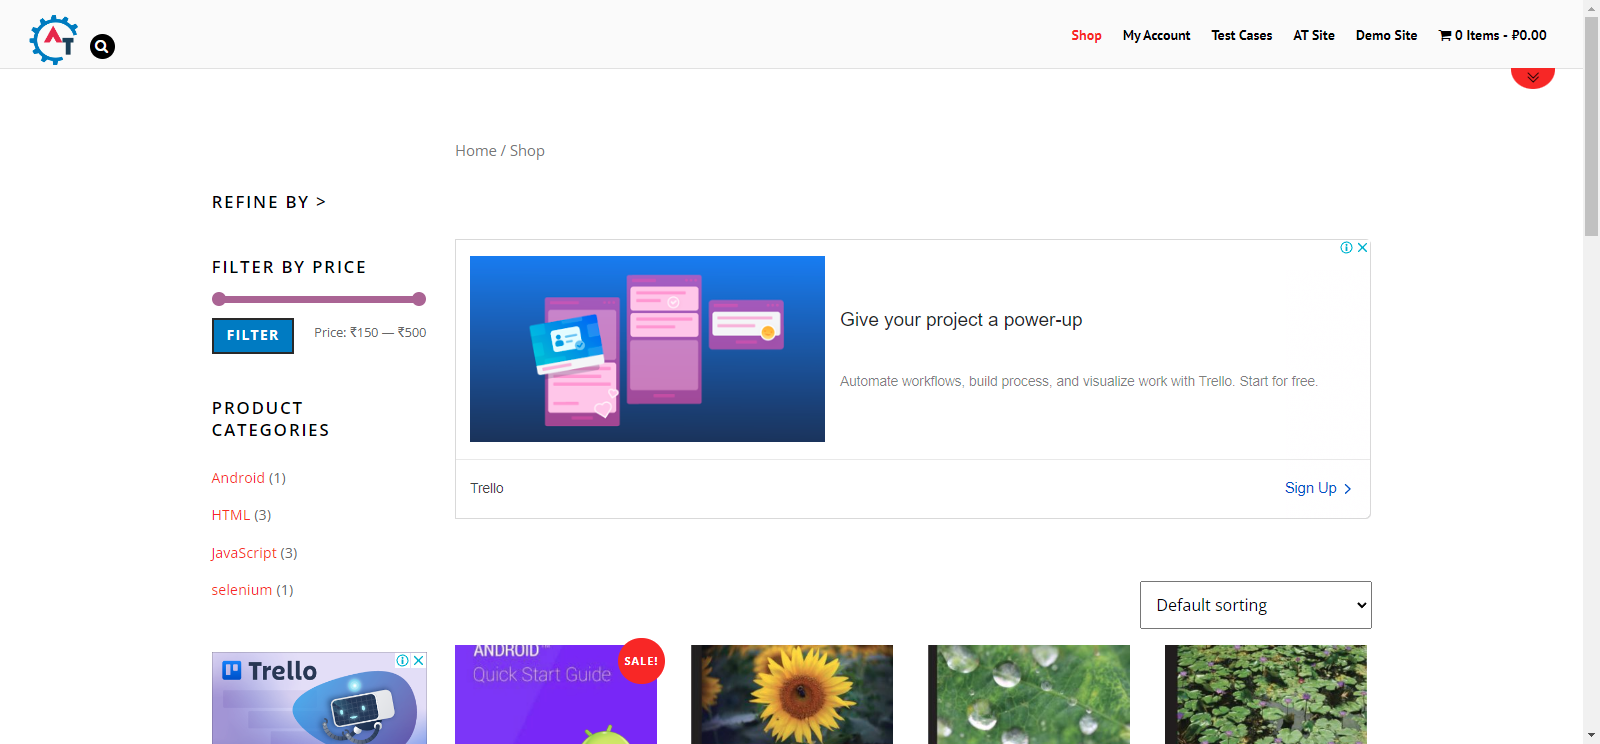 AT
Shop My Account Test Cases AT Site Demo Site 0 Items - ₽0.00
Home / Shop
REFINE BY >
FILTER BY PRICE
FILTER Price: ₹150 — ₹500
PRODUCT
CATEGORIES
Android (1)
HTML (3)
JavaScript (3)
selenium (1)
Give your project a power-up
Automate workflows, build process, and visualize work with Trello. Start for free.
Trello
Sign Up
Default sorting
Trello
ANDROID™
Quick Start Guide
SALE!